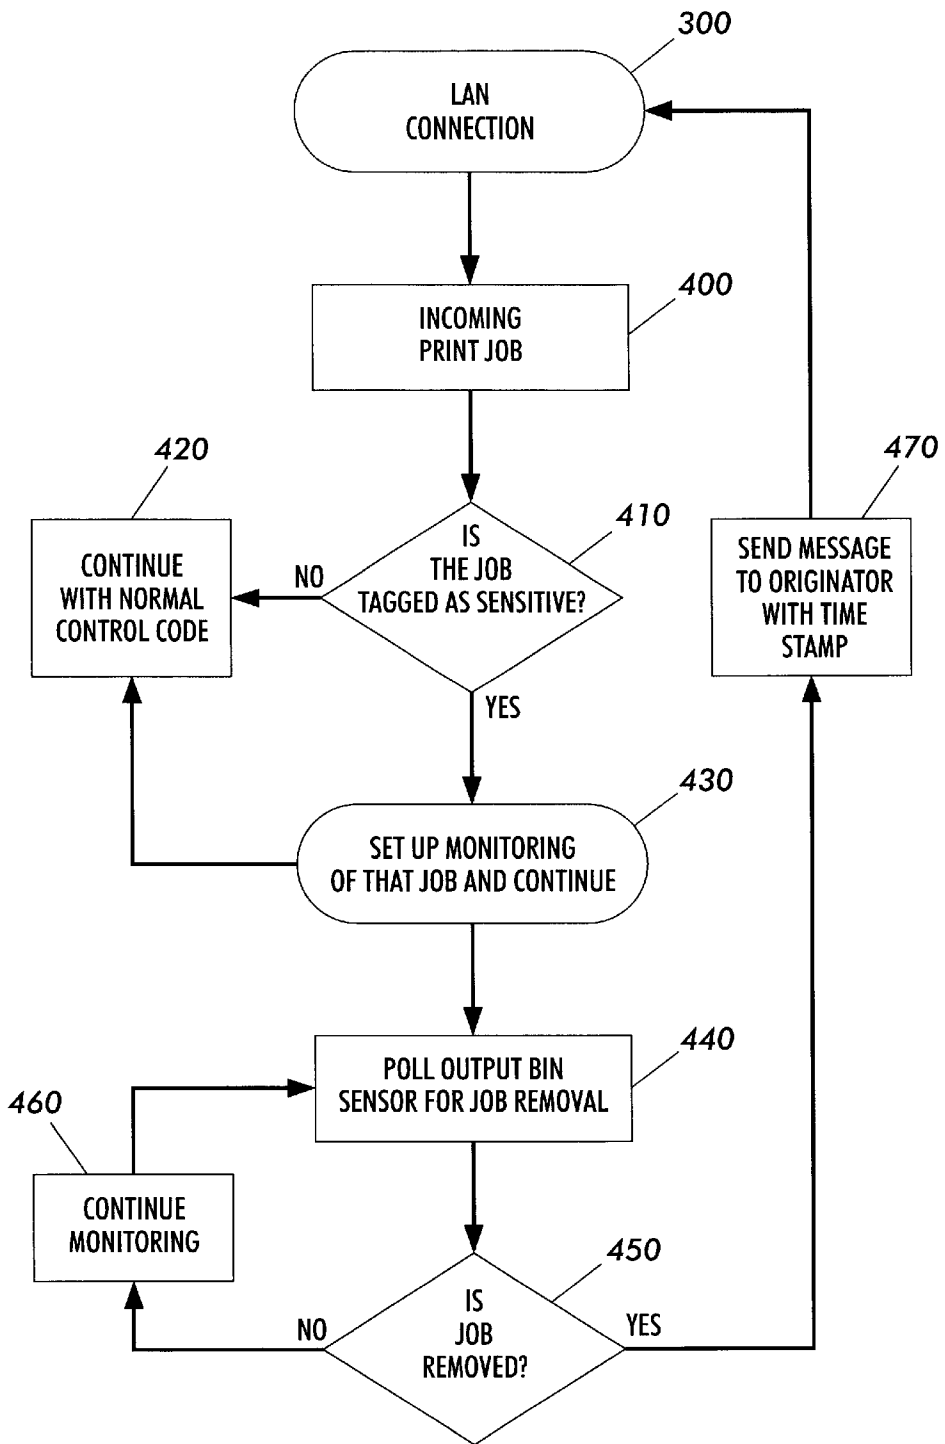 300
LAN
CONNECTION
400
INCOMING
PRINT JOB
420
CONTINUE
WITH NORMAL
CONTROL CODE
NO
410
IS
THE JOB
TAGGED AS SENSITIVE?
YES
470
SEND MESSAGE
TO ORIGINATOR
WITH TIME
STAMP
430
SET UP MONITORING
OF THAT JOB AND CONTINUE
440
POLL OUTPUT BIN
SENSOR FOR JOB REMOVAL
460
CONTINUE
MONITORING
450
NO
IS
JOB
REMOVED?
YES